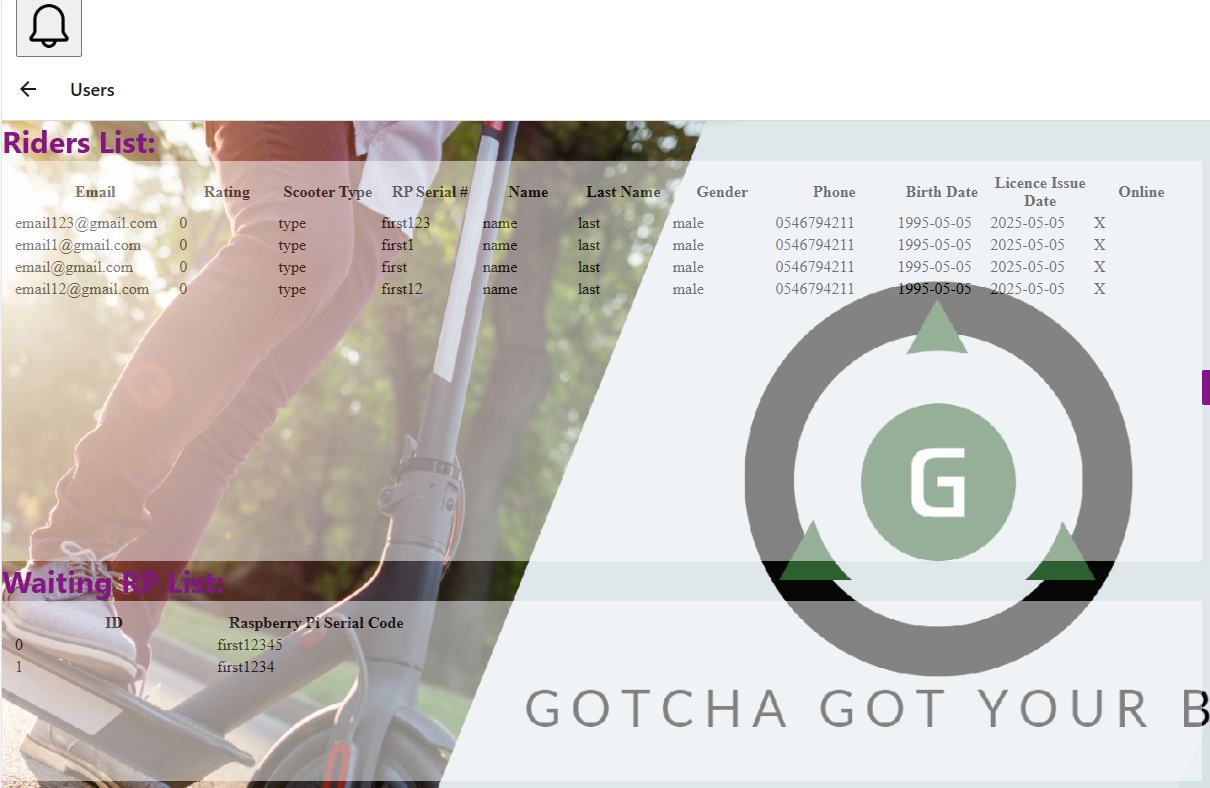 Users
Riders List:
Email Rating Scooter Type RP Serial # Name Last Name Gender Phone Birth Date Licence Issue Date Online
email123@gmail.com 0 type first123 name last male 0546794211 1995-05-05 2025-05-05 X
email1@gmail.com 0 type first1 name last male 0546794211 1995-05-05 2025-05-05 X
email@gmail.com 0 type first name last male 0546794211 1995-05-05 2025-05-05 X
email12@gmail.com 0 type first12 name last male 0546794211 1995-05-05 2025-05-05 X
G
Waiting RP List:
ID Raspberry Pi Serial Code
0 first12345
1 first1234
GOTCHA GOT YOUR B